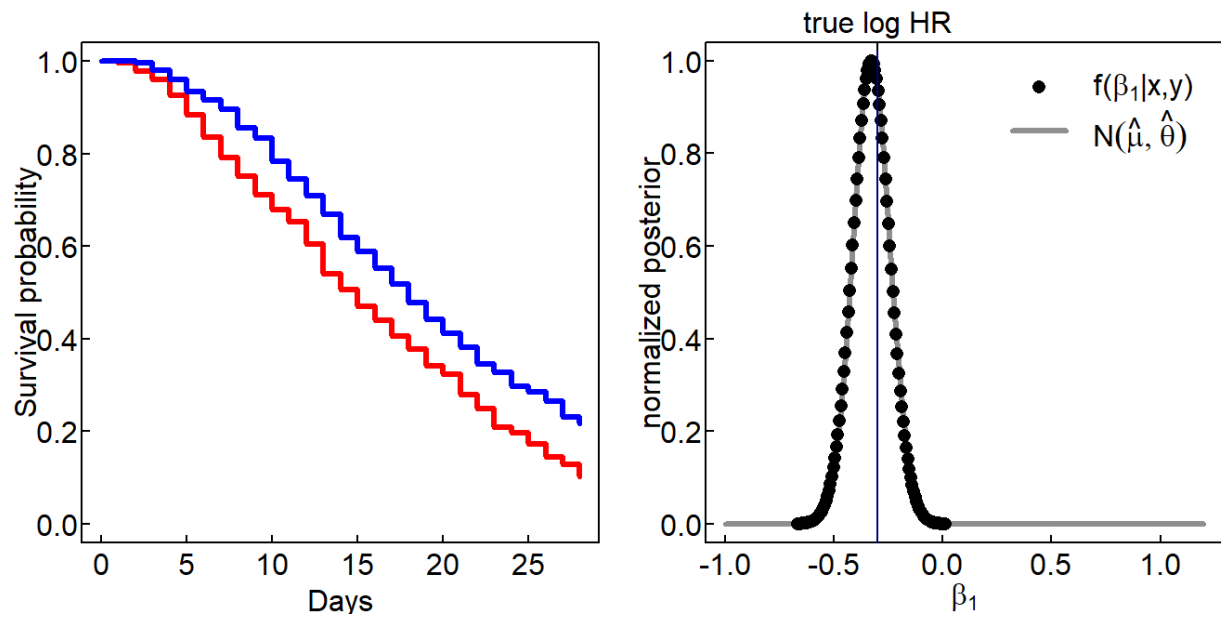 Survival probability
1.0
0.8
0.6
0.4
0.2
0.0
0 5 10 15 20 25
Days
true log HR
normalized posterior
1.0
0.8
0.6
0.4
0.2
0.0
f(β₁|x,y)
N(μ̂, θ̂)
-1.0 -0.5 0.0 0.5 1.0
β₁